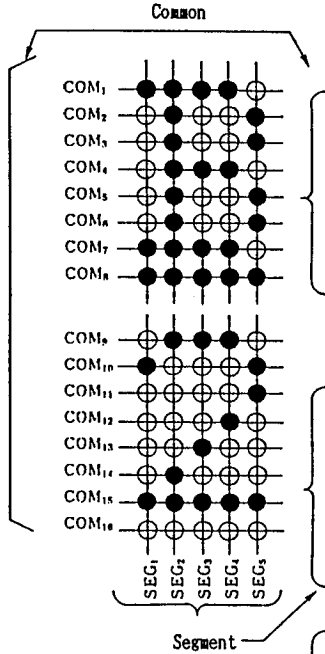 Common
COM₁
COM₂
COM₃
COM₄
COM₅
COM₆
COM₇
COM₈
COM₉
COM₁₀
COM₁₁
COM₁₂
COM₁₃
COM₁₄
COM₁₅
COM₁₆
SEG₁
SEG₂
SEG₃
SEG₄
SEG₅
Segment